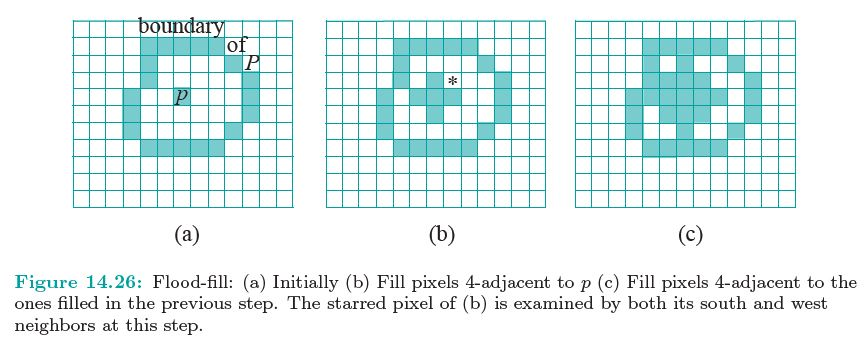 boundary
of
P
p
*
(a)
(b)
(c)
Figure 14.26: Flood-fill: (a) Initially (b) Fill pixels 4-adjacent to p (c) Fill pixels 4-adjacent to the
ones filled in the previous step. The starred pixel of (b) is examined by both its south and west
neighbors at this step.